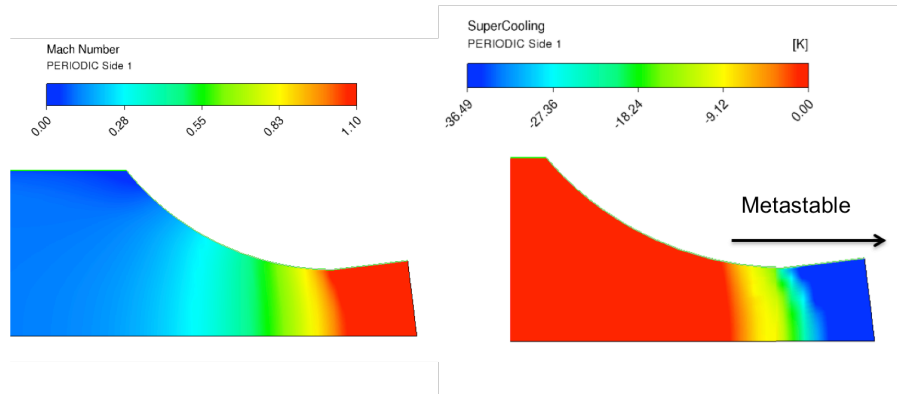 Mach Number
PERIODIC Side 1
0.00 0.28 0.55 0.83 1.10
SuperCooling
PERIODIC Side 1 [K]
-36.49 -27.36 -18.24 -9.12 0.00
Metastable